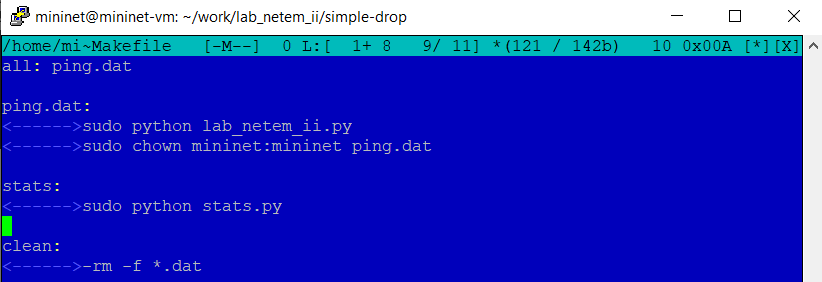 mininet@mininet-vm: ~/work/lab_netem_ii/simple-drop
/home/mi~Makefile   [-M--]  0 L:[  1+ 8   9/ 11] *(121 / 142b)   10 0x00A [*][X]
all: ping.dat

ping.dat:
<------>sudo python lab_netem_ii.py
<------>sudo chown mininet:mininet ping.dat

stats:
<------>sudo python stats.py

clean:
<------>-rm -f *.dat